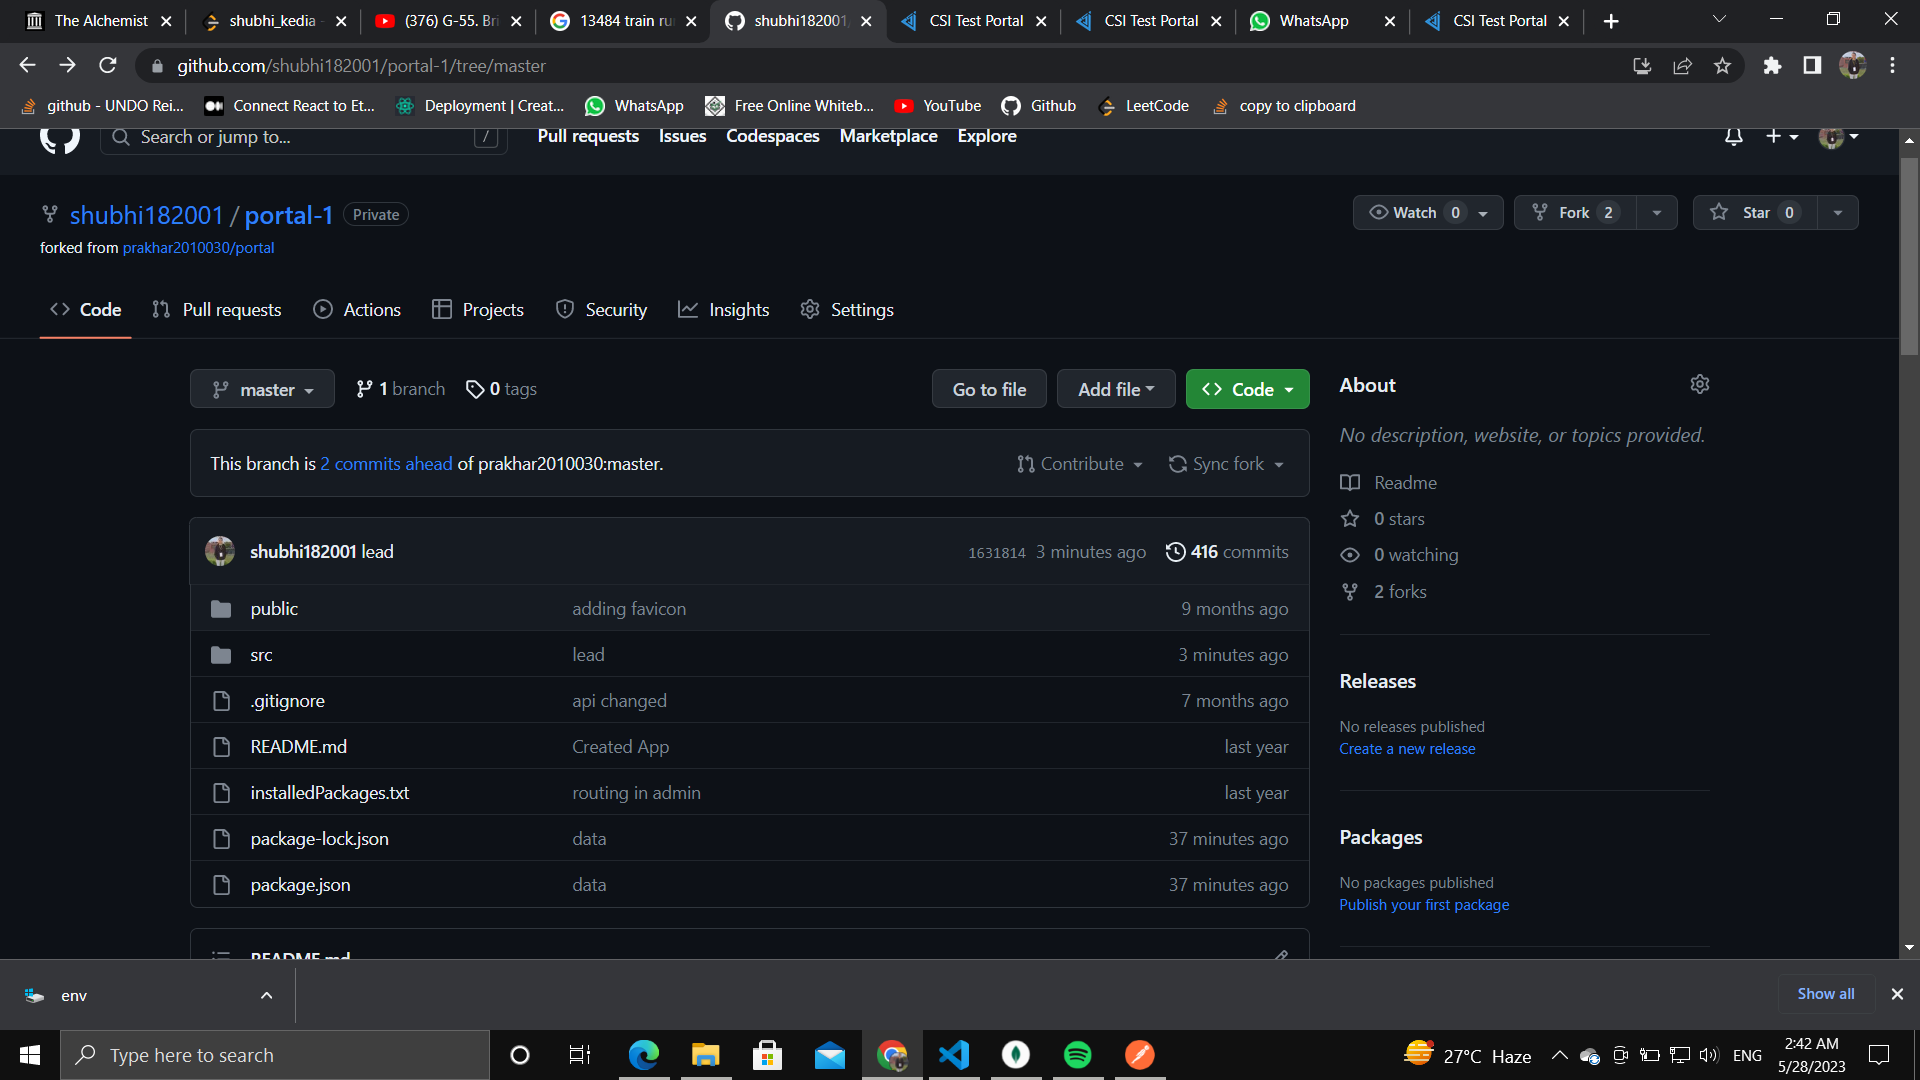 The Alchemist
shubhi_kedia -
(376) G-55. Bri
13484 train ru
shubhi182001/
CSI Test Portal
CSI Test Portal
WhatsApp
CSI Test Portal
github.com/shubhi182001/portal-1/tree/master
github - UNDO Rei...
Connect React to Et...
Deployment | Creat...
WhatsApp
Free Online Whiteb...
YouTube
Github
LeetCode
copy to clipboard
Search or jump to...
/
Pull requests
Issues
Codespaces
Marketplace
Explore
shubhi182001 / portal-1
Private
Watch 0
Fork 2
Star 0
forked from prakhar2010030/portal
Code
Pull requests
Actions
Projects
Security
Insights
Settings
master
1 branch
0 tags
Go to file
Add file
Code
This branch is 2 commits ahead of prakhar2010030:master.
Contribute
Sync fork
shubhi182001 lead
1631814 3 minutes ago
416 commits
public
adding favicon
9 months ago
src
lead
3 minutes ago
.gitignore
api changed
7 months ago
README.md
Created App
last year
installedPackages.txt
routing in admin
last year
package-lock.json
data
37 minutes ago
package.json
data
37 minutes ago
README.md
About
No description, website, or topics provided.
Readme
0 stars
0 watching
2 forks
Releases
No releases published
Create a new release
Packages
No packages published
Publish your first package
env
Show all
Type here to search
27°C Haze
ENG
2:42 AM
5/28/2023